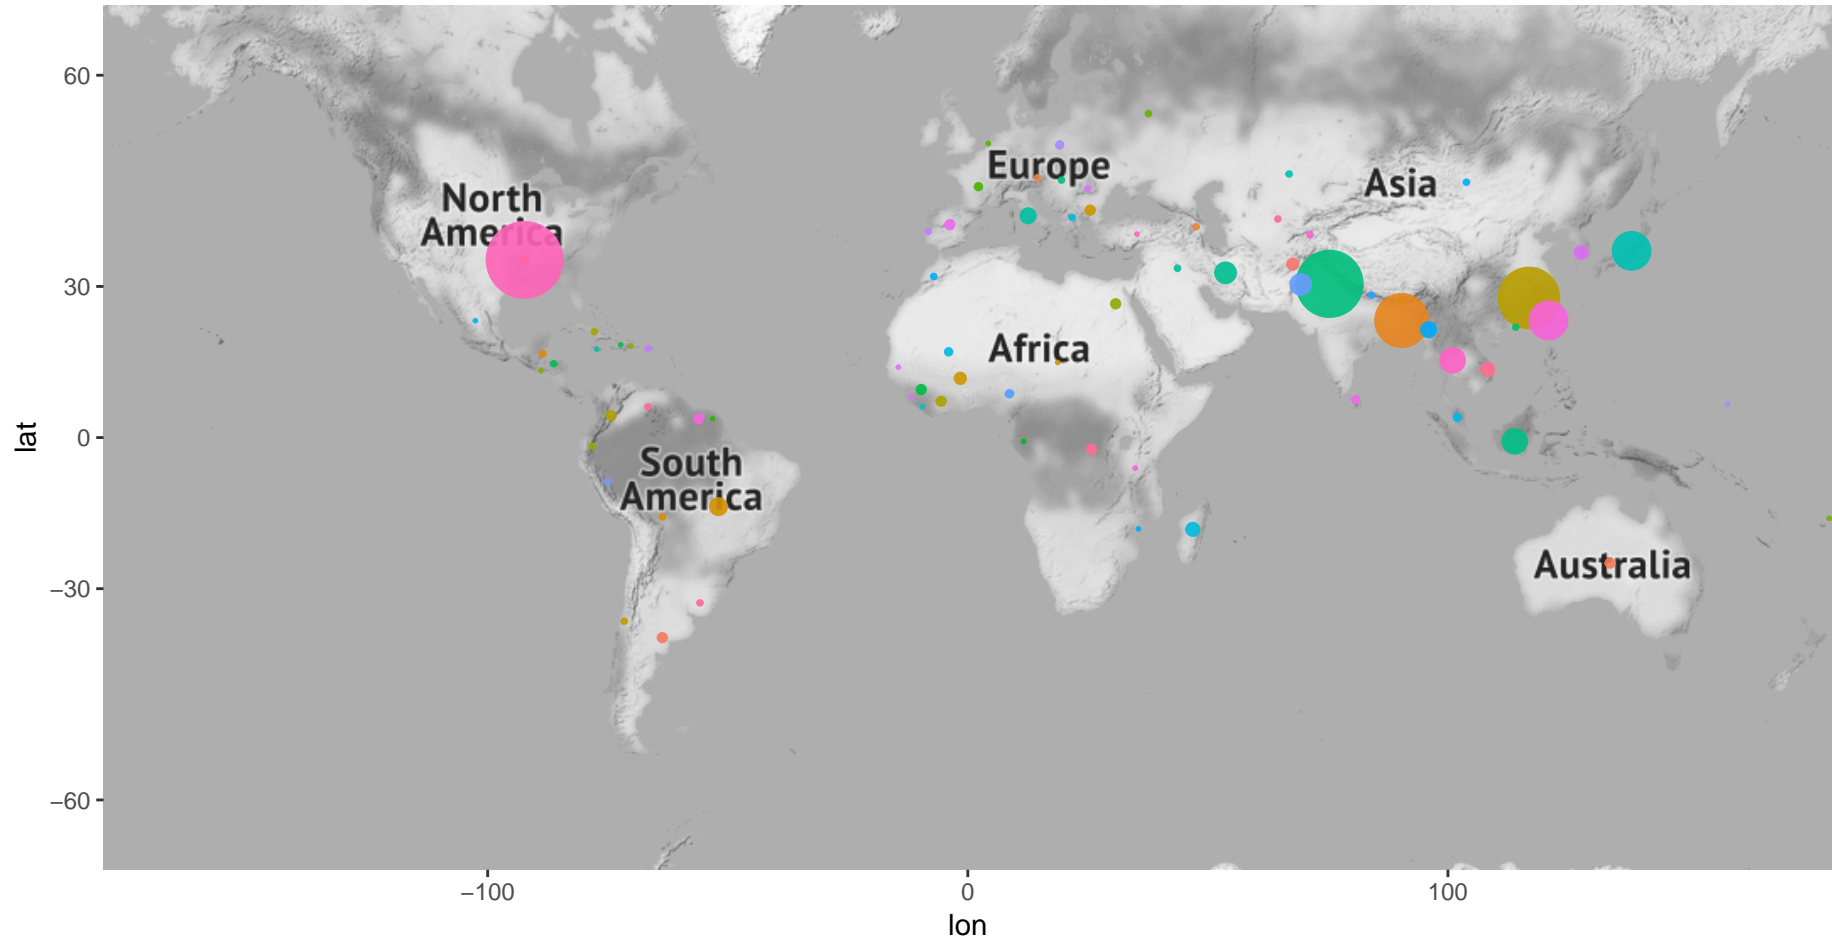 60
30
0
−30
−60
lat
North
America
Europe
Asia
Africa
South
America
Australia
−100
0
100
lon